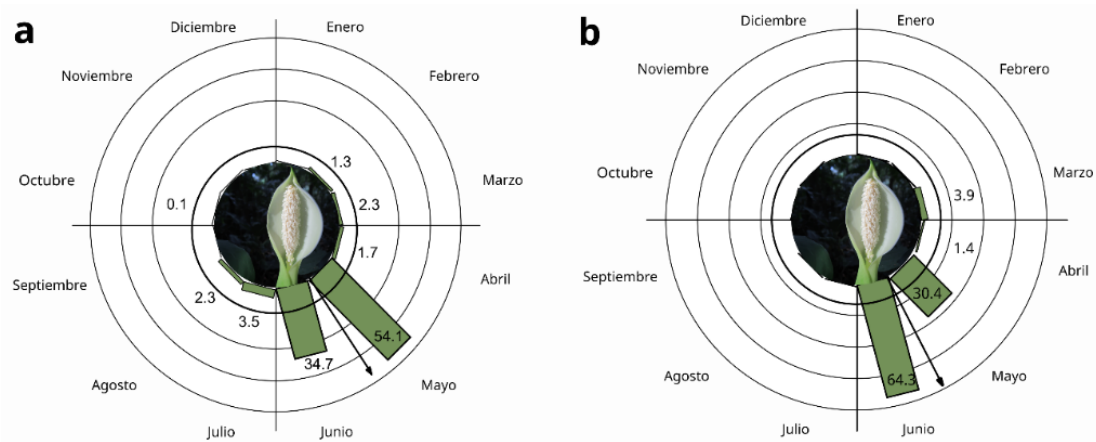 a
Diciembre
Enero
Noviembre
Febrero
1.3
Octubre
0.1
2.3
Marzo
1.7
Septiembre
Abril
2.3
3.5
54.1
34.7
Agosto
Mayo
Julio
Junio
b
Diciembre
Enero
Noviembre
Febrero
Octubre
3.9
Marzo
1.4
Septiembre
Abril
30.4
64.3
Agosto
Mayo
Julio
Junio